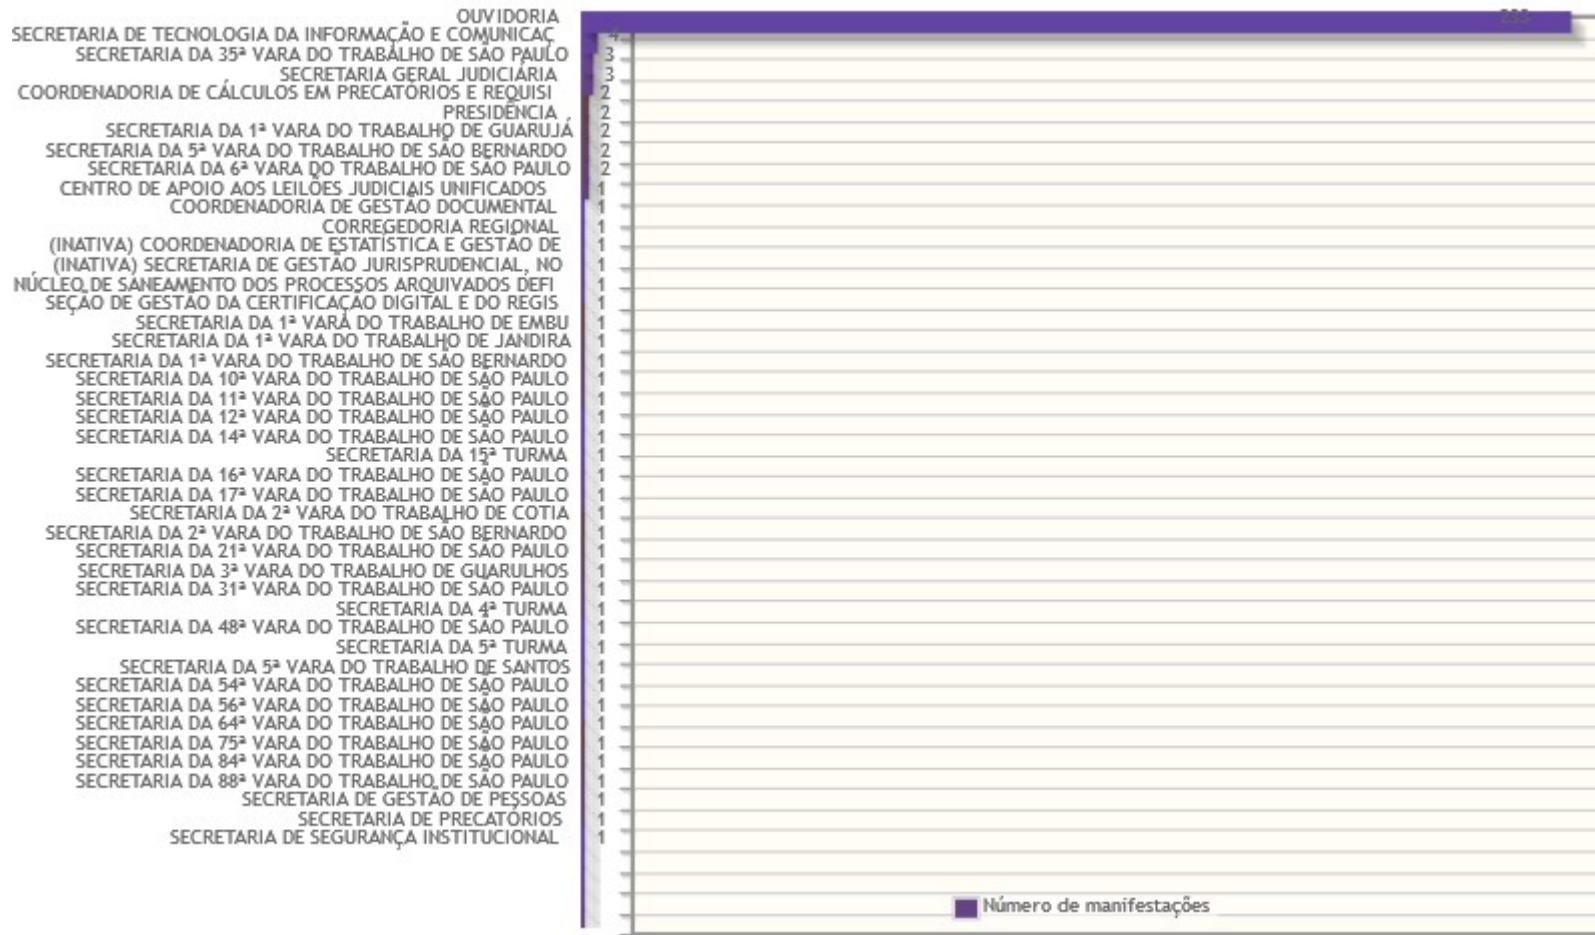 OUVIDORIA
SECRETARIA DE TECNOLOGIA DA INFORMAÇÃO E COMUNICAÇ 4
SECRETARIA DA 35ª VARA DO TRABALHO DE SÃO PAULO 3
SECRETARIA GERAL JUDICIÁRIA 3
COORDENADORIA DE CÁLCULOS EM PRECATÓRIOS E REQUISI 2
PRESIDÊNCIA 2
SECRETARIA DA 1ª VARA DO TRABALHO DE GUARUJÁ 2
SECRETARIA DA 5ª VARA DO TRABALHO DE SÃO BERNARDO 2
SECRETARIA DA 6ª VARA DO TRABALHO DE SÃO PAULO 2
CENTRO DE APOIO AOS LEILÕES JUDICIAIS UNIFICADOS 1
COORDENADORIA DE GESTÃO DOCUMENTAL 1
CORREGEDORIA REGIONAL 1
(INATIVA) COORDENADORIA DE ESTATÍSTICA E GESTÃO DE 1
(INATIVA) SECRETARIA DE GESTÃO JURISPRUDENCIAL, NO 1
NÚCLEO DE SANEAMENTO DOS PROCESSOS ARQUIVADOS DEFI 1
SEÇÃO DE GESTÃO DA CERTIFICAÇÃO DIGITAL E DO REGIS 1
SECRETARIA DA 1ª VARA DO TRABALHO DE EMBU 1
SECRETARIA DA 1ª VARA DO TRABALHO DE JANDIRA 1
SECRETARIA DA 1ª VARA DO TRABALHO DE SÃO BERNARDO 1
SECRETARIA DA 10ª VARA DO TRABALHO DE SÃO PAULO 1
SECRETARIA DA 11ª VARA DO TRABALHO DE SÃO PAULO 1
SECRETARIA DA 12ª VARA DO TRABALHO DE SÃO PAULO 1
SECRETARIA DA 14ª VARA DO TRABALHO DE SÃO PAULO 1
SECRETARIA DA 15ª TURMA 1
SECRETARIA DA 16ª VARA DO TRABALHO DE SÃO PAULO 1
SECRETARIA DA 17ª VARA DO TRABALHO DE SÃO PAULO 1
SECRETARIA DA 2ª VARA DO TRABALHO DE COTIA 1
SECRETARIA DA 2ª VARA DO TRABALHO DE SÃO BERNARDO 1
SECRETARIA DA 21ª VARA DO TRABALHO DE SÃO PAULO 1
SECRETARIA DA 3ª VARA DO TRABALHO DE GUARULHOS 1
SECRETARIA DA 31ª VARA DO TRABALHO DE SÃO PAULO 1
SECRETARIA DA 4ª TURMA 1
SECRETARIA DA 48ª VARA DO TRABALHO DE SÃO PAULO 1
SECRETARIA DA 5ª TURMA 1
SECRETARIA DA 5ª VARA DO TRABALHO DE SANTOS 1
SECRETARIA DA 54ª VARA DO TRABALHO DE SÃO PAULO 1
SECRETARIA DA 56ª VARA DO TRABALHO DE SÃO PAULO 1
SECRETARIA DA 64ª VARA DO TRABALHO DE SÃO PAULO 1
SECRETARIA DA 75ª VARA DO TRABALHO DE SÃO PAULO 1
SECRETARIA DA 84ª VARA DO TRABALHO DE SÃO PAULO 1
SECRETARIA DA 88ª VARA DO TRABALHO DE SÃO PAULO 1
SECRETARIA DE GESTÃO DE PESSOAS 1
SECRETARIA DE PRECATÓRIOS 1
SECRETARIA DE SEGURANÇA INSTITUCIONAL 1
Número de manifestações